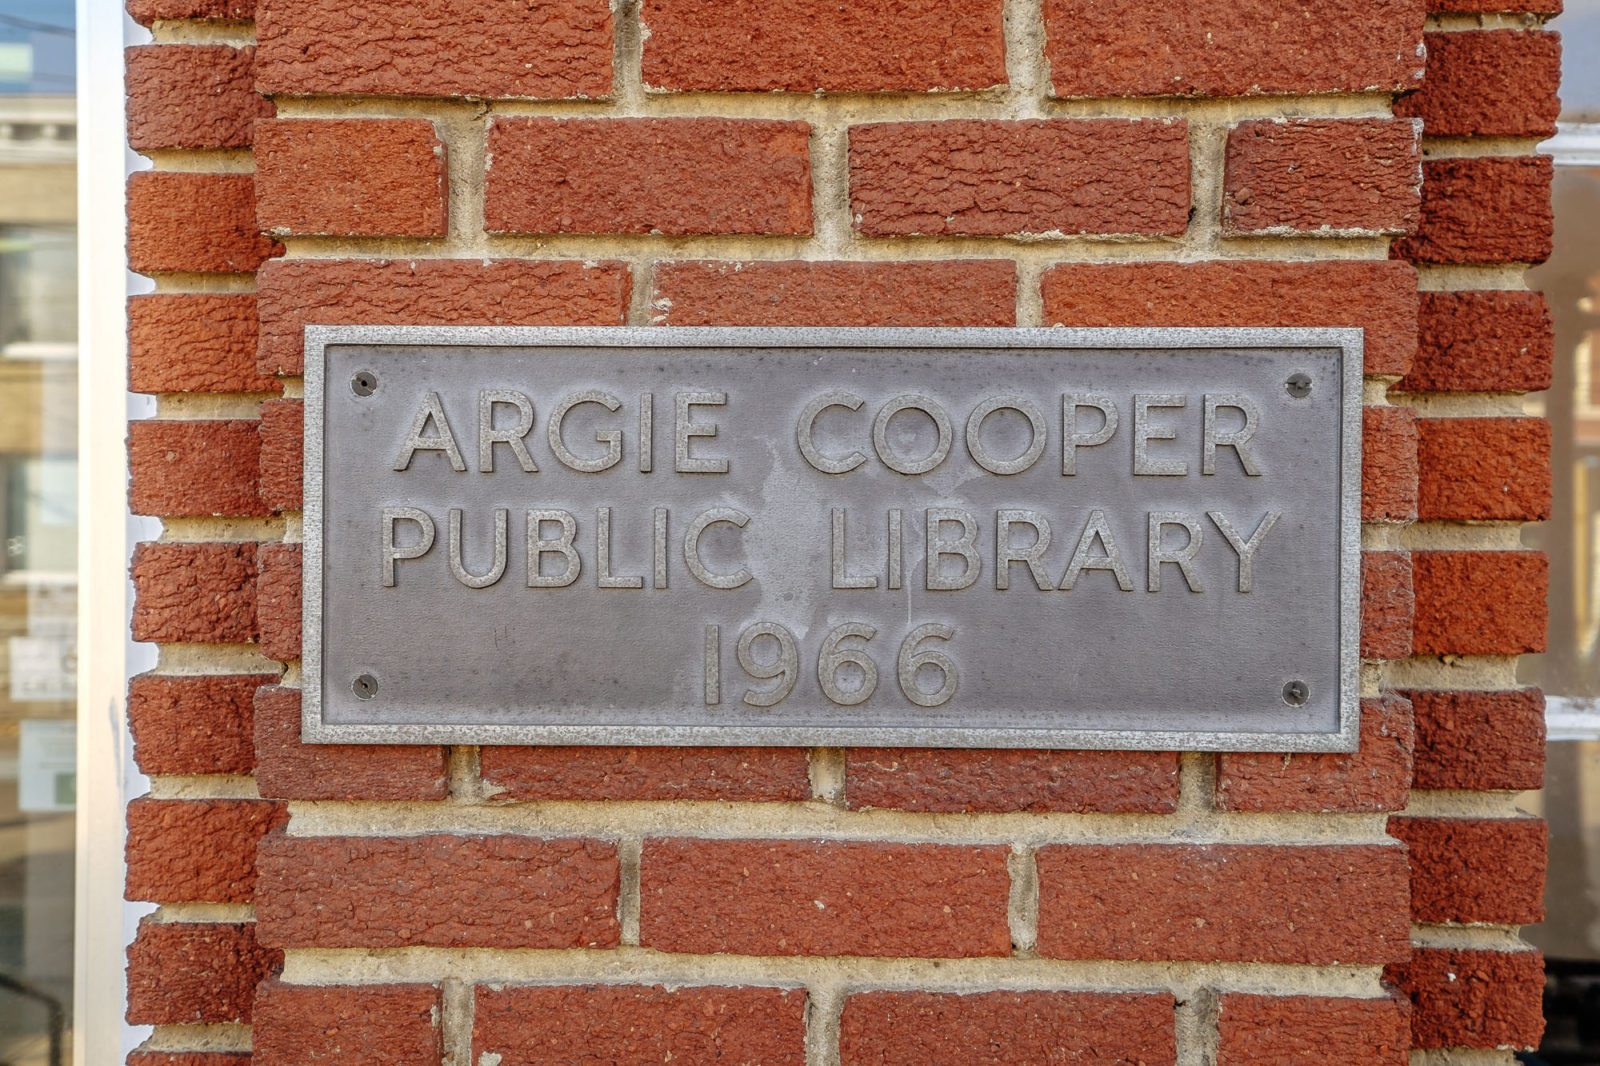 ARGIE COOPER
PUBLIC LIBRARY
1966